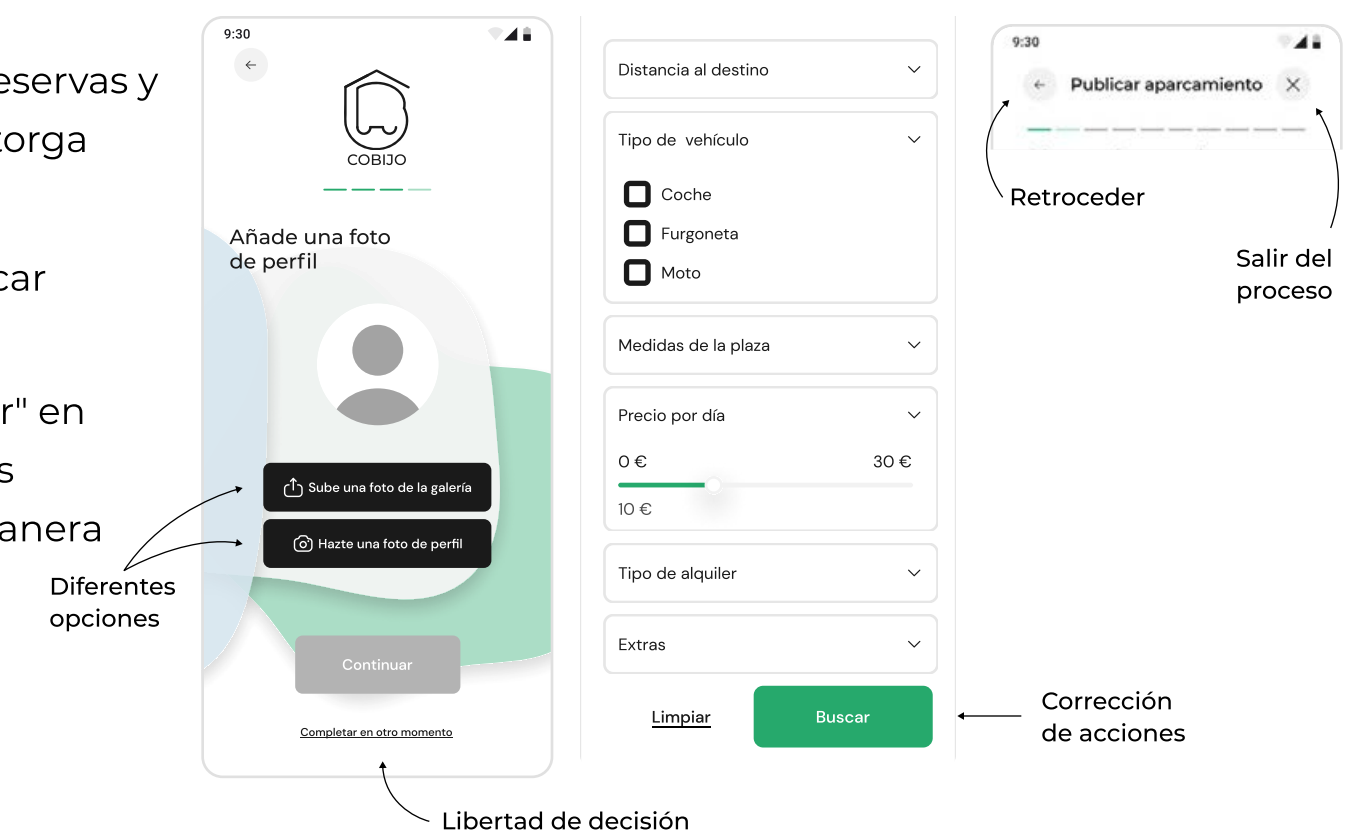 eservas y
torga
car
r" en
s
anera
Diferentes
opciones
9:30
COBIJO
Añade una foto
de perfil
Sube una foto de la galería
Hazte una foto de perfil
Continuar
Completar en otro momento
Libertad de decisión
Distancia al destino
Tipo de vehículo
Coche
Furgoneta
Moto
Medidas de la plaza
Precio por día
0 € 30 €
10 €
Tipo de alquiler
Extras
Limpiar Buscar
Corrección
de acciones
9:30
Publicar aparcamiento
Retroceder
Salir del
proceso